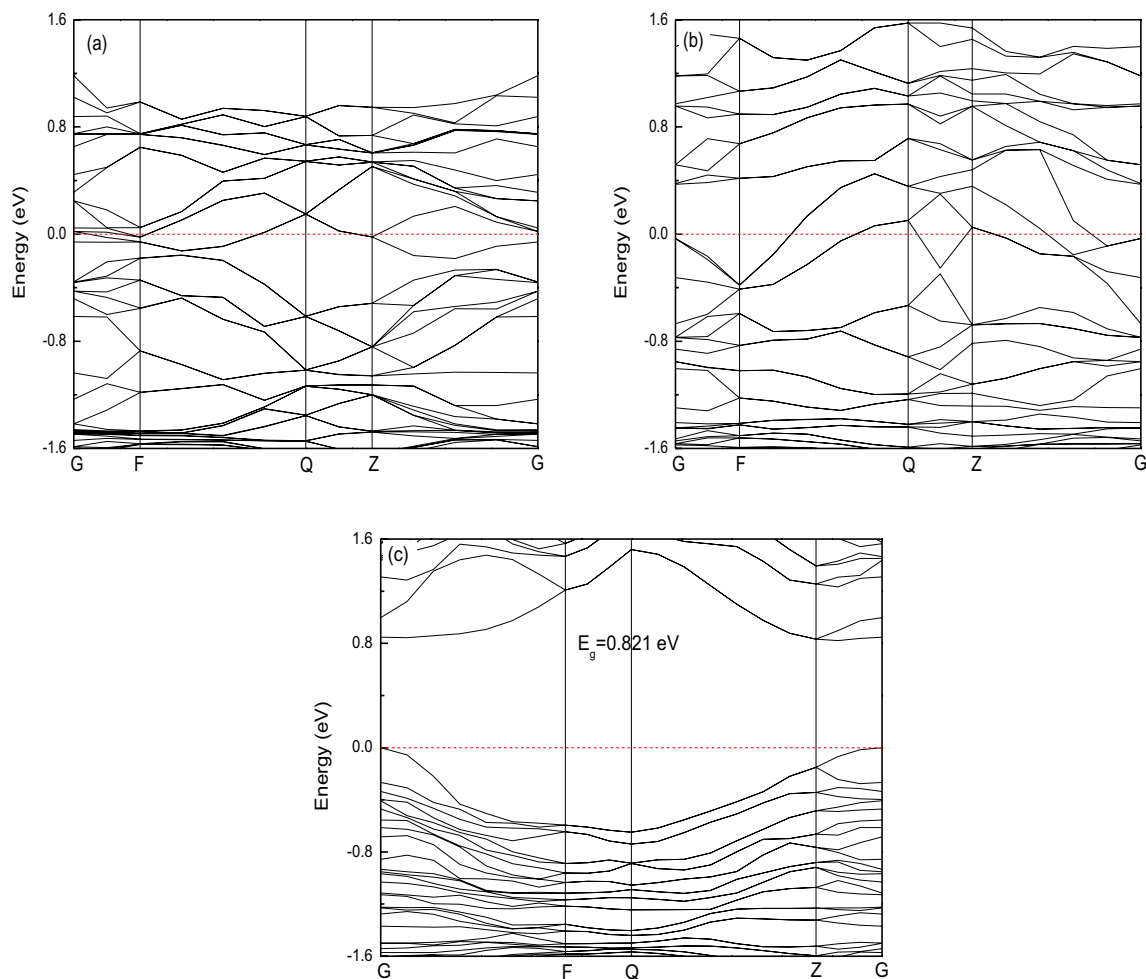 (a)
Energy (eV)
1.6
0.8
0.0
-0.8
-1.6
G F Q Z G
(b)
Energy (eV)
1.6
0.8
0.0
-0.8
-1.6
G F Q Z G
(c)
Energy (eV)
1.6
0.8
0.0
-0.8
-1.6
E_g=0.821 eV
G F Q Z G